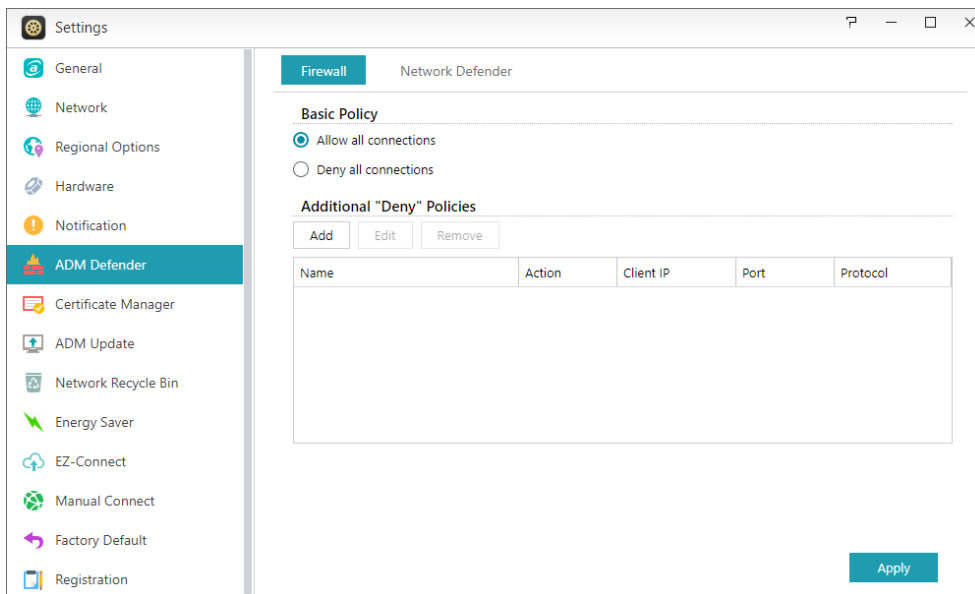 Settings
General
Network
Regional Options
Hardware
Notification
ADM Defender
Certificate Manager
ADM Update
Network Recycle Bin
Energy Saver
EZ-Connect
Manual Connect
Factory Default
Registration
Firewall Network Defender
Basic Policy
Allow all connections
Deny all connections
Additional "Deny" Policies
Add Edit Remove
Name Action Client IP Port Protocol
Apply